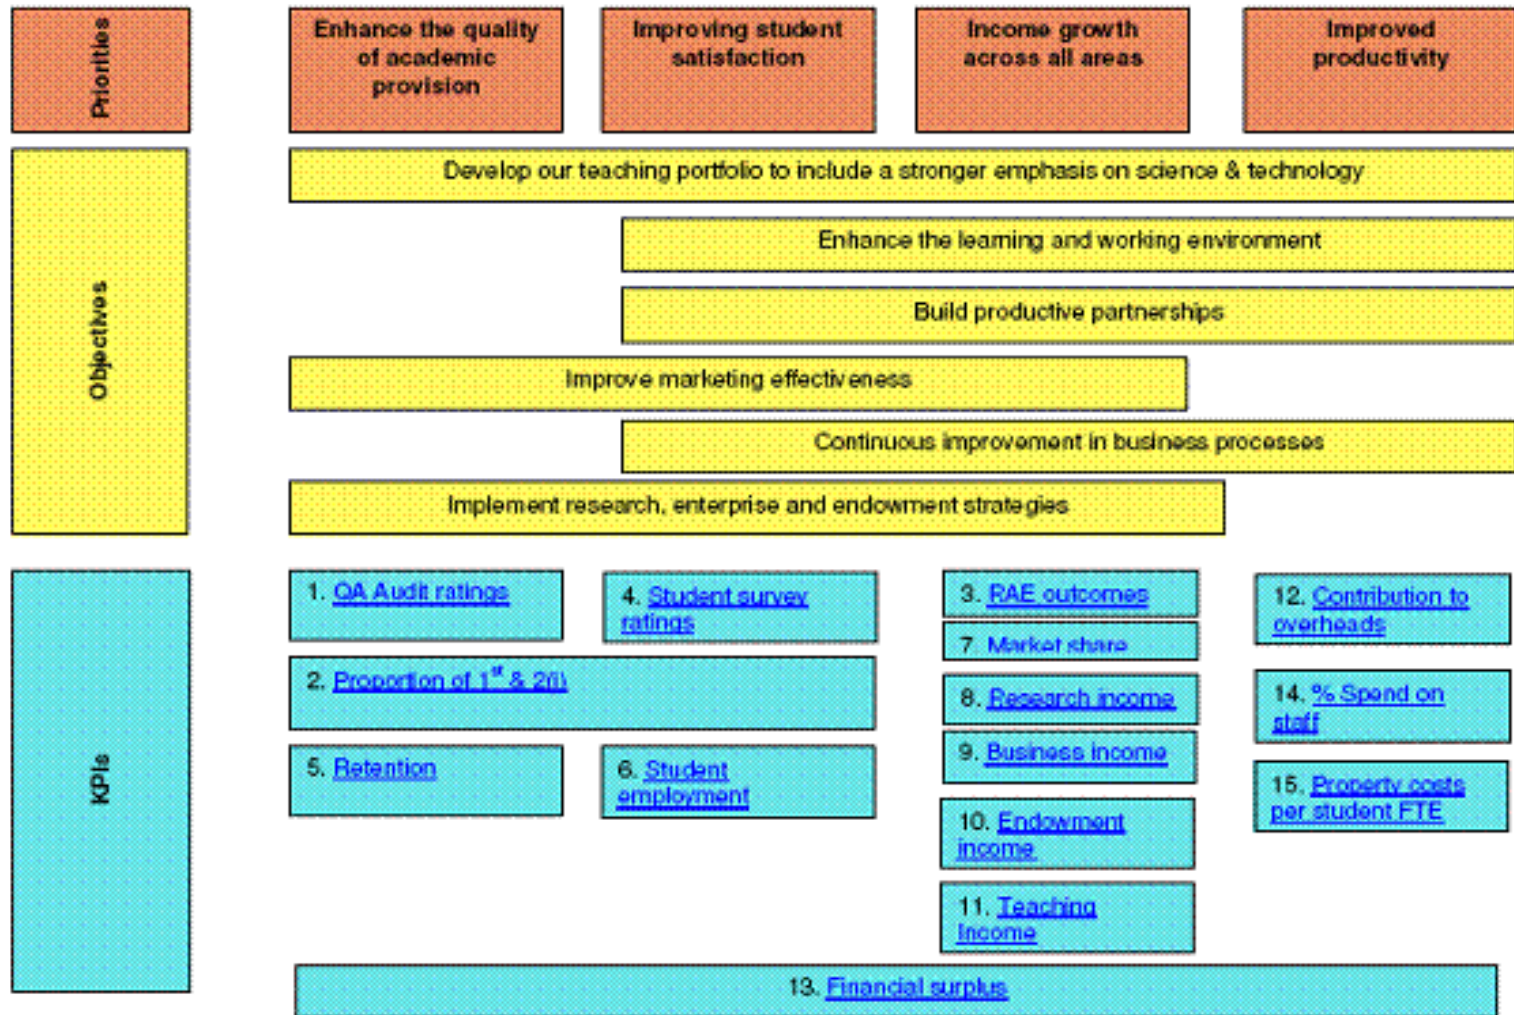 Priorities
Enhance the quality
of academic
provision
Improving student
satisfaction
Income growth
across all areas
Improved
productivity
Objectives
Develop our teaching portfolio to include a stronger emphasis on science & technology
Enhance the learning and working environment
Build productive partnerships
Improve marketing effectiveness
Continuous improvement in business processes
Implement research, enterprise and endowment strategies
KPIs
1. QA Audit ratings
4. Student survey
ratings
3. RAE outcomes
12. Contribution to
overheads
7. Market share
2. Proportion of 1st & 2(i)
8. Research income
14. % Spend on
staff
5. Retention
6. Student
employment
9. Business income
15. Property costs
per student FTE
10. Endowment
income
11. Teaching
Income
13. Financial surplus